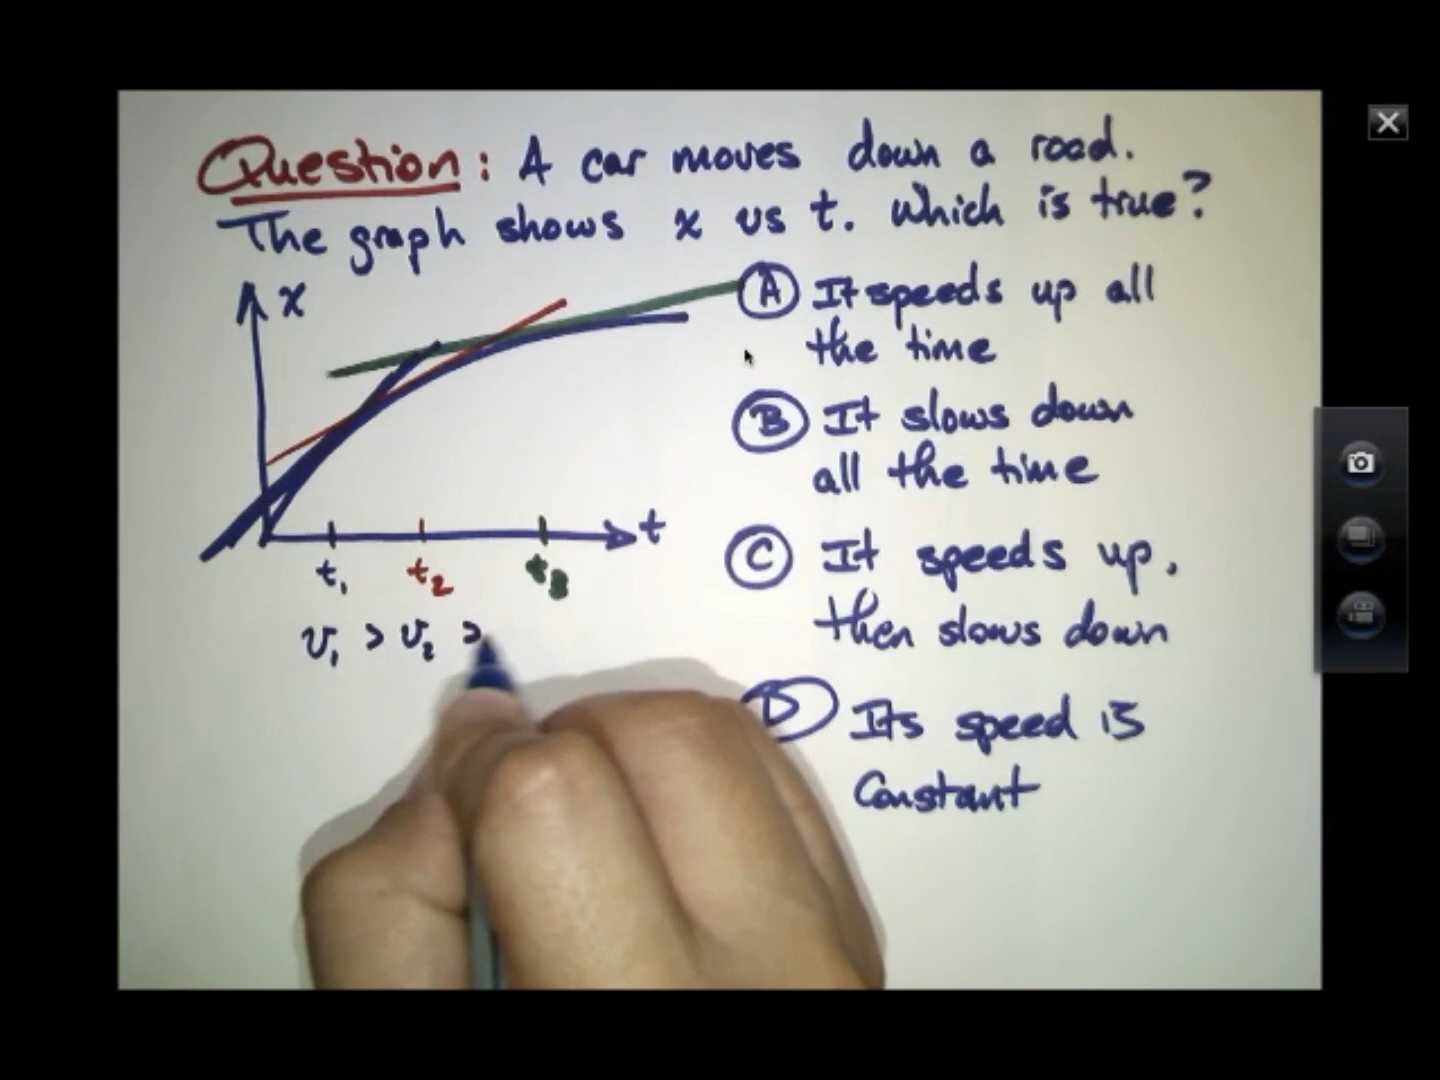 Question: A car moves down a road.
The graph shows x vs t. Which is true?
x
A It speeds up all
the time
B It slows down
all the time
t
t₁ t₂ t₃
C It speeds up,
then slows down
v₁ > v₂ >
D Its speed is
Constant